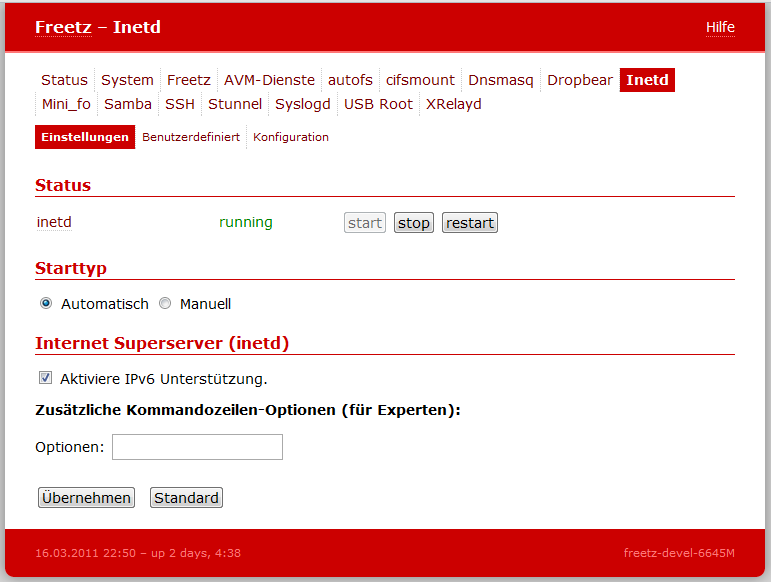 Freetz – Inetd Hilfe
Status System Freetz AVM-Dienste autofs cifsmount Dnsmasq Dropbear Inetd
Mini_fo Samba SSH Stunnel Syslogd USB Root XRelayd
Einstellungen Benutzerdefiniert Konfiguration
Status
inetd running start stop restart
Starttyp
Automatisch Manuell
Internet Superserver (inetd)
Aktiviere IPv6 Unterstützung.
Zusätzliche Kommandozeilen-Optionen (für Experten):
Optionen:
Übernehmen Standard
16.03.2011 22:50 – up 2 days, 4:38 freetz-devel-6645M